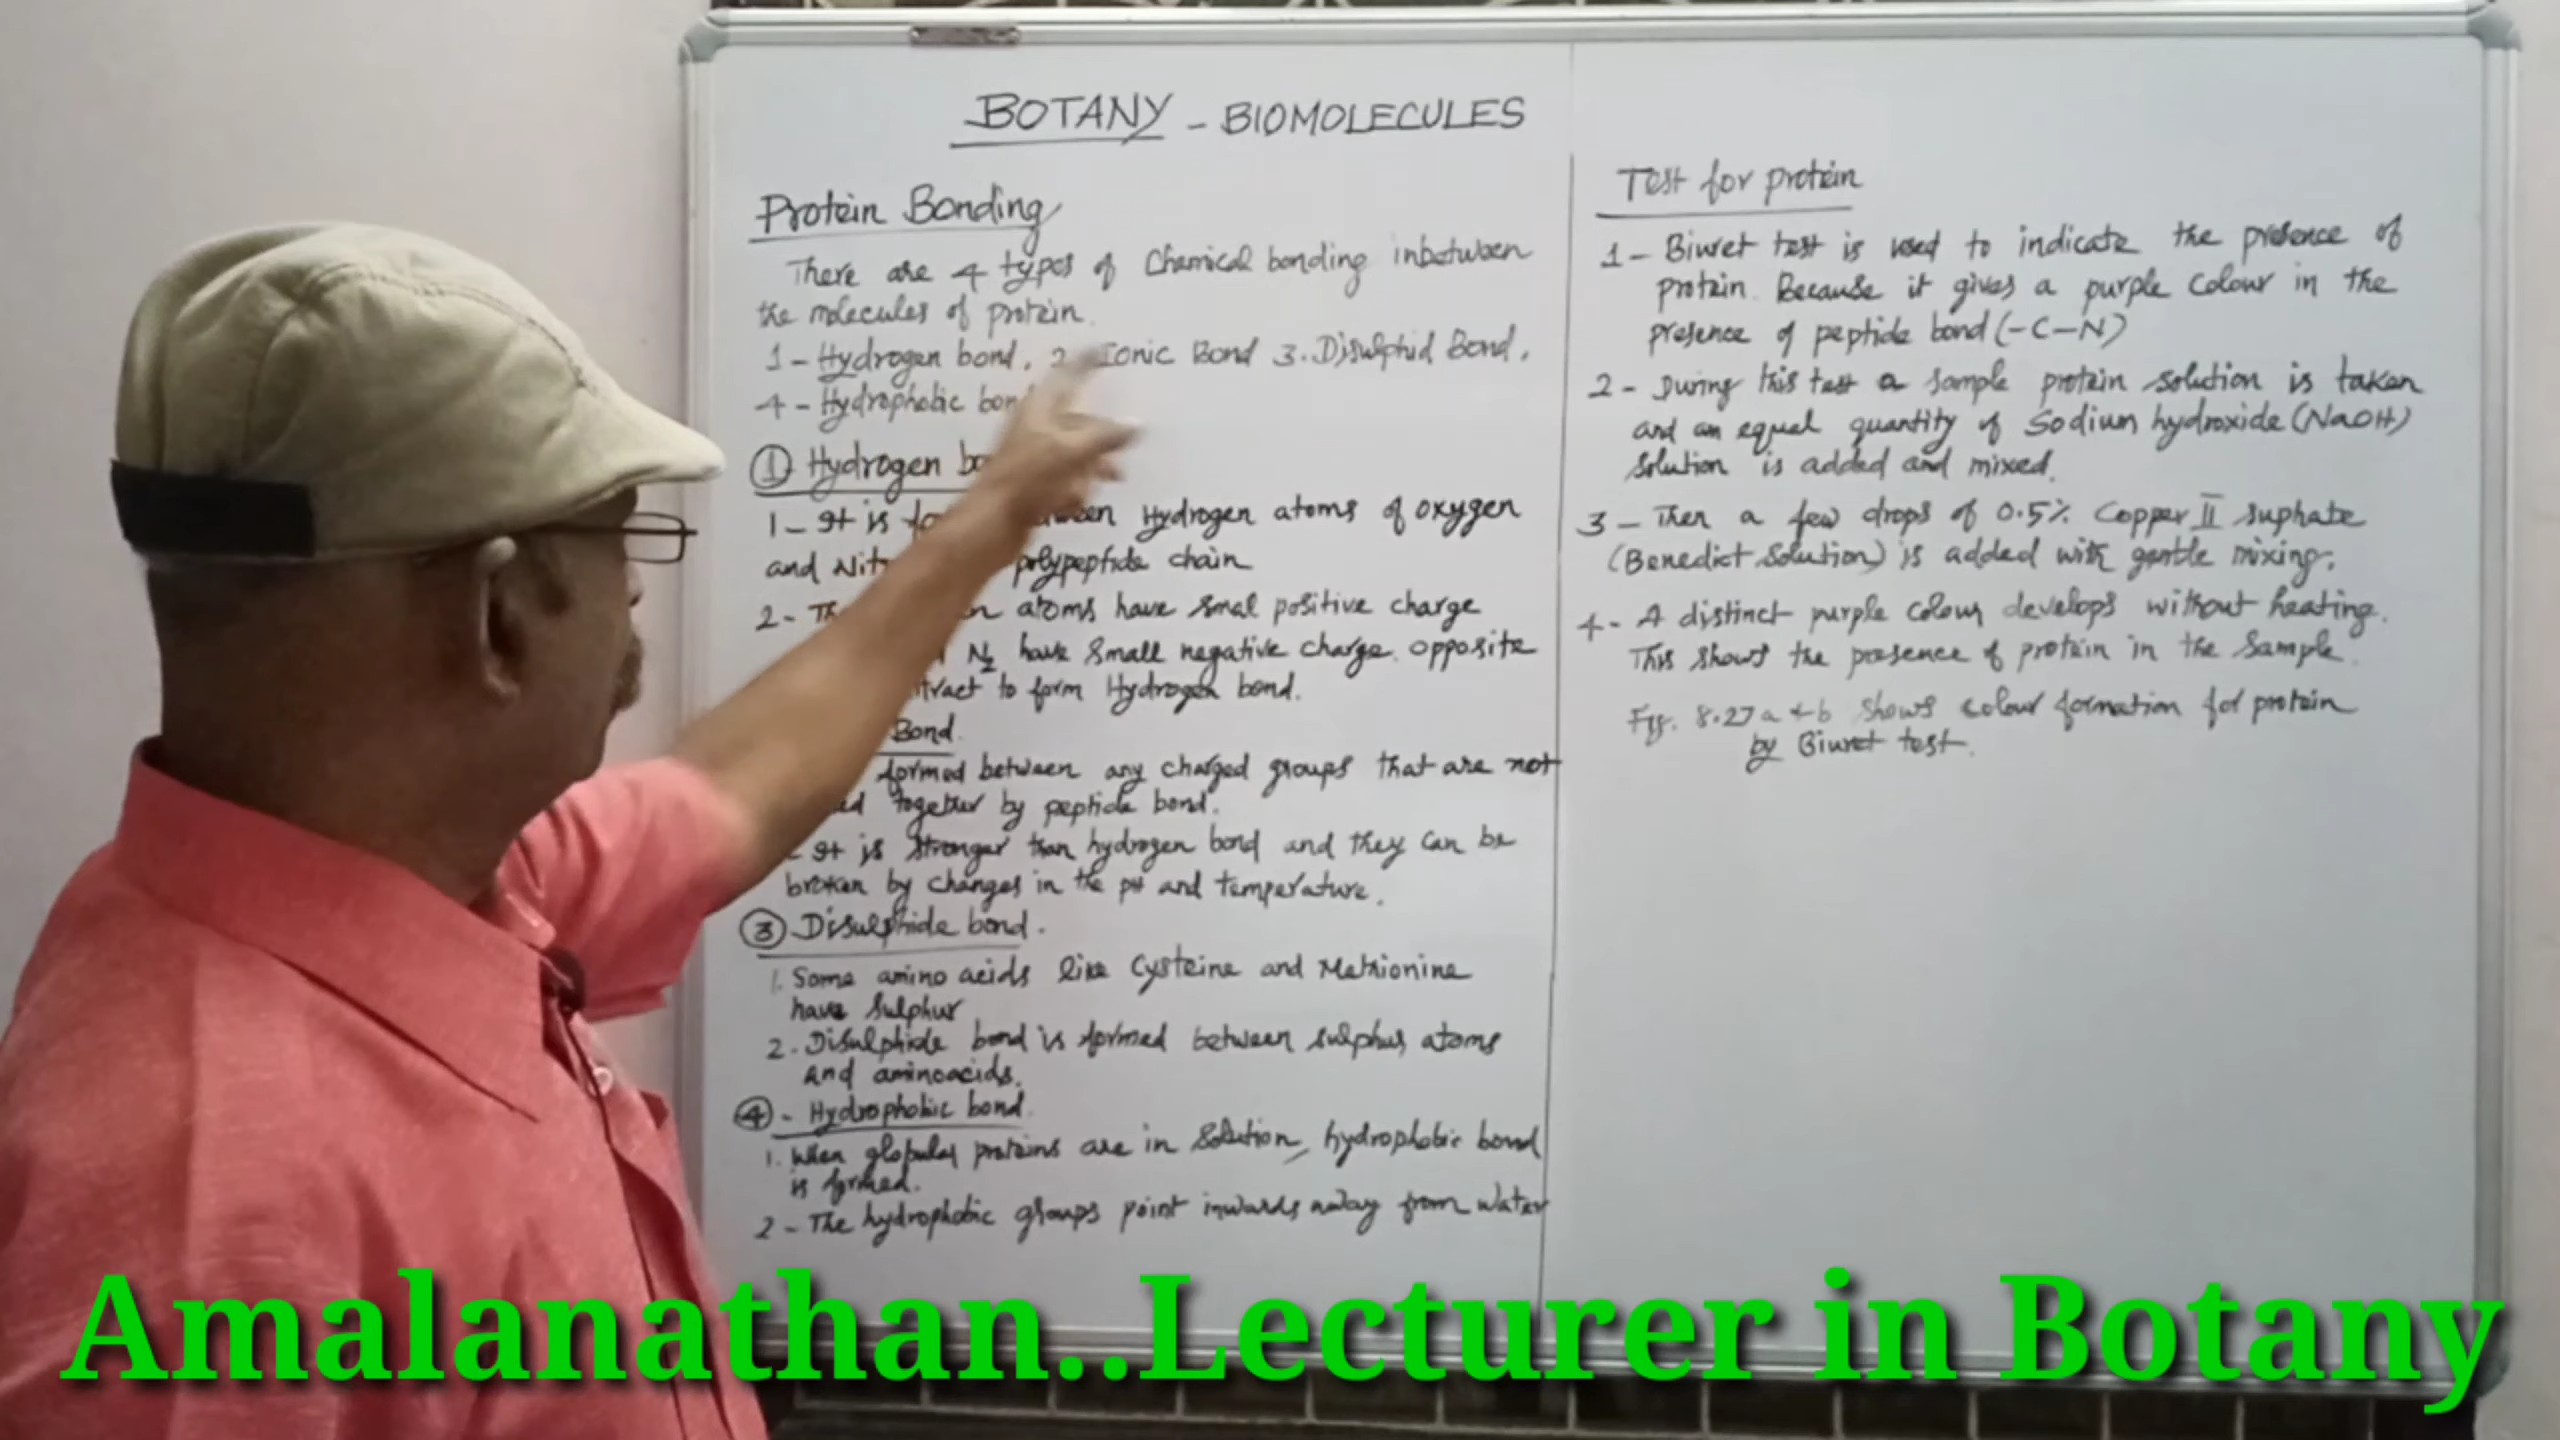 BOTANY - BIOMOLECULES
Protein Bonding
There are 4 types of Chemical bonding inbetween
the molecules of protein.
1 - Hydrogen bond. 2 Ionic Bond 3. Disulphid Bond,
4 - Hydrophobic bon
① Hydrogen bo
1 - It is fo een Hydrogen atoms of oxygen
and Nit polypeptide chain
2 - Th n atoms have smal positive charge
N2 have small negative charge. opposite
tract to form Hydrogen bond.
Bond.
formed between any charged groups that are not
ed together by peptide bond.
- It is stronger than hydrogen bond and they can be
broken by changes in the pH and temperature.
③ Disulphide bond.
1. Some amino acids like Cysteine and Methionine
have sulphur
2. Disulphide bond is formed between sulphur atoms
and aminoacids.
④ - Hydrophobic bond.
1. When globular proteins are in solution, hydrophobic bond
is formed.
2 - The hydrophobic groups point inwards away from water
Test for protein
1 - Biuret test is used to indicate the presence of
protein. Because it gives a purple colour in the
presence of peptide bond (-C-N)
2 - During this test a sample protein solution is taken
and an equal quantity of Sodium hydroxide (NaOH)
solution is added and mixed.
3 - Then a few drops of 0.5% Copper II suphate
(Benedict solution) is added with gentle mixing.
4 - A distinct purple colour develops without heating.
This shows the presence of protein in the sample.
Fig. 8.27 a & b shows colour formation for protein
by Biuret test.
Amalanathan..Lecturer in Botany